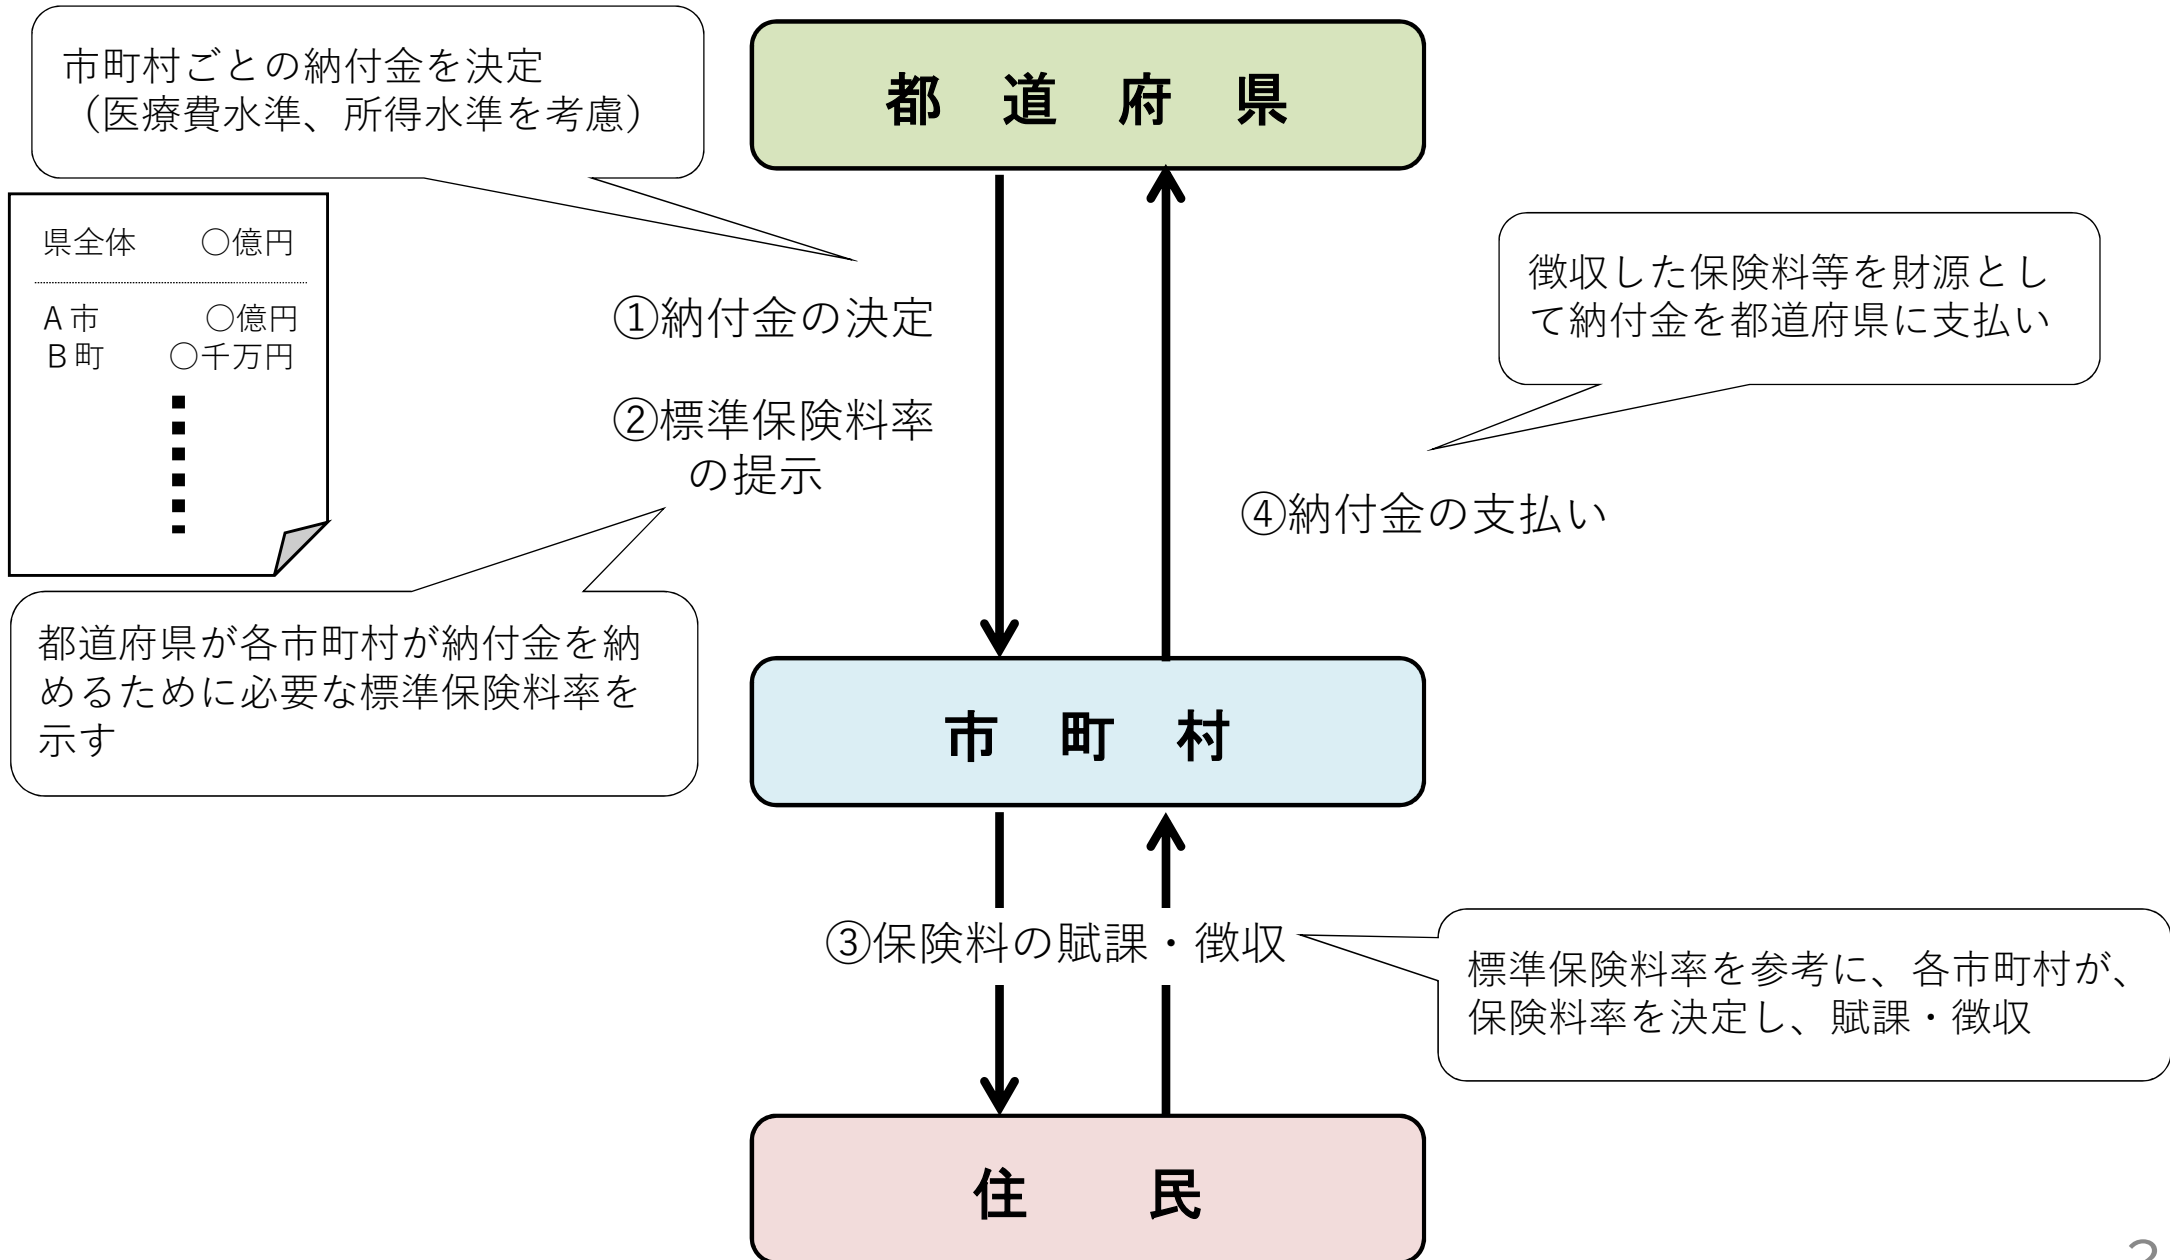 市町村ごとの納付金を決定
（医療費水準、所得水準を考慮）
都　道　府　県
県全体　　○億円
A市　　　○億円
B町　　○千万円
①納付金の決定
②標準保険料率
の提示
徴収した保険料等を財源とし
て納付金を都道府県に支払い
④納付金の支払い
都道府県が各市町村が納付金を納
めるために必要な標準保険料率を
示す
市　町　村
③保険料の賦課・徴収
標準保険料率を参考に、各市町村が、
保険料率を決定し、賦課・徴収
住　　民